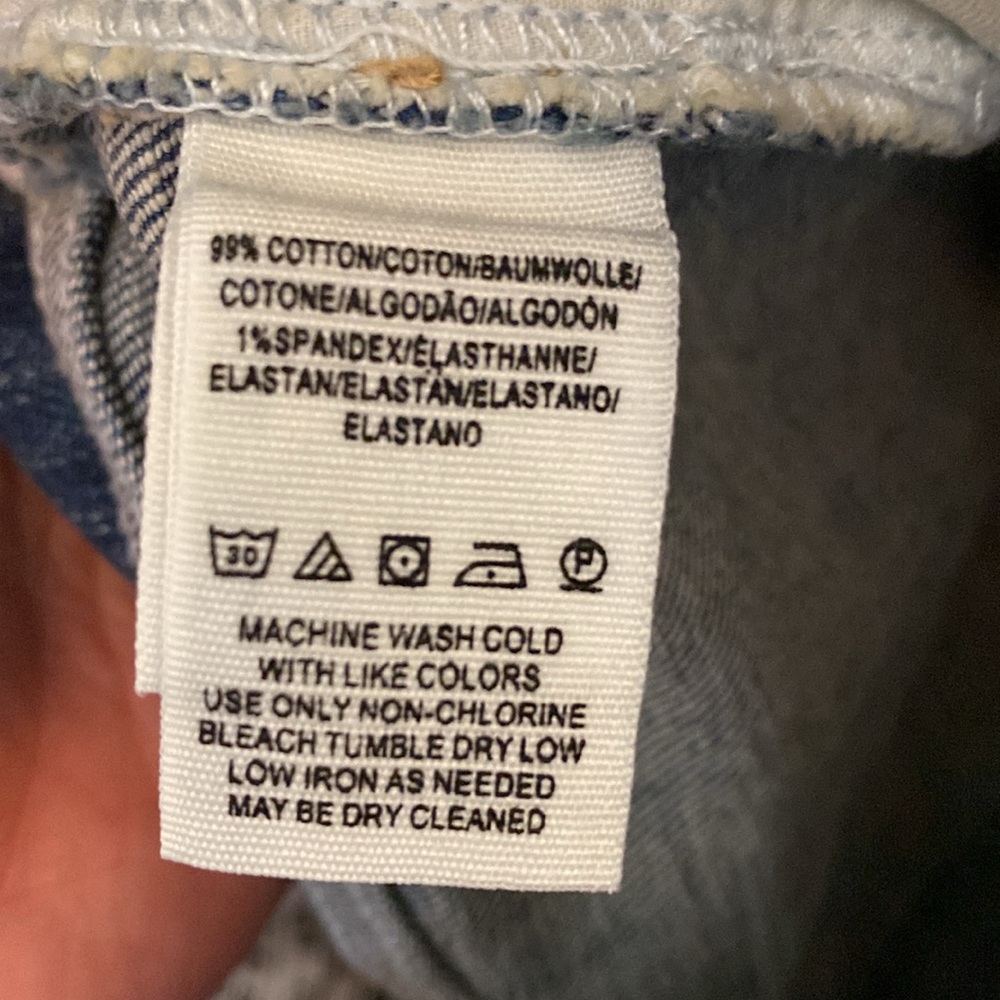 99% COTTON/COTON/BAUMWOLLE/
COTONE/ALGODÃO/ALGODÓN
1%SPANDEX/ÉLASTHANNE/
ELASTAN/ELASTÁN/ELASTANO/
ELASTANO
30 P
MACHINE WASH COLD
WITH LIKE COLORS
USE ONLY NON-CHLORINE
BLEACH TUMBLE DRY LOW
LOW IRON AS NEEDED
MAY BE DRY CLEANED